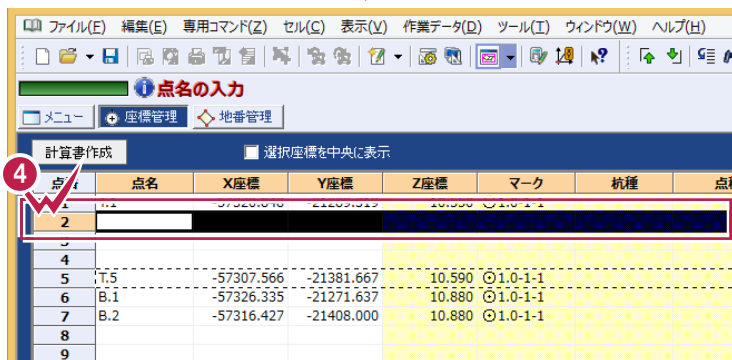 ファイル(F) 編集(E) 専用コマンド(Z) セル(C) 表示(V) 作業データ(D) ツール(T) ウィンドウ(W) ヘルプ(H)
点名の入力
メニュー 座標管理 地番管理
計算書作成 選択座標を中央に表示
4
点名 X座標 Y座標 Z座標 マーク 杭種
2
4
5 T.5 -57307.566 -21381.667 10.590 1.0-1-1
6 B.1 -57326.335 -21271.637 10.880 1.0-1-1
7 B.2 -57316.427 -21408.000 10.880 1.0-1-1
8
9